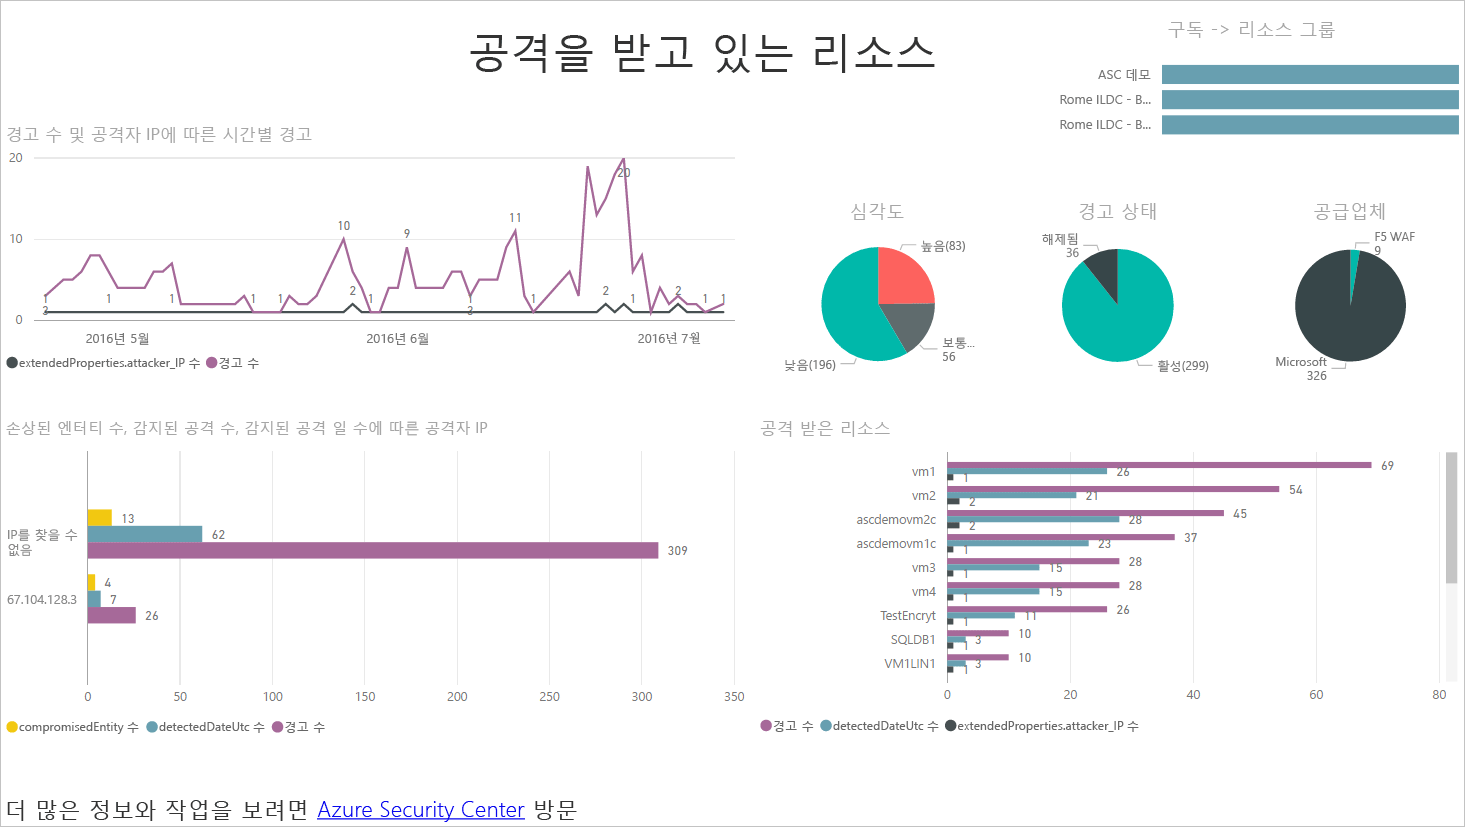 공격을 받고 있는 리소스
구독 -> 리소스 그룹
ASC 데모
Rome ILDC - B...
Rome ILDC - B...
경고 수 및 공격자 IP에 따른 시간별 경고
20
10
0
1
3
1
1
1
1
10
2
1
9
1
3
11
1
2
20
1
2
1
1
2016년 5월
2016년 6월
2016년 7월
extendedProperties.attacker_IP 수
경고 수
심각도
높음(83)
보통...
56
낮음(196)
경고 상태
해제됨
36
활성(299)
공급업체
F5 WAF
9
Microsoft
326
손상된 엔터티 수, 감지된 공격 수, 감지된 공격 일 수에 따른 공격자 IP
IP를 찾을 수
없음
13
62
309
67.104.128.3
4
7
26
0
50
100
150
200
250
300
350
compromisedEntity 수
detectedDateUtc 수
경고 수
공격 받은 리소스
vm1
69
26
1
vm2
54
21
2
ascdemovm2c
45
28
2
ascdemovm1c
37
23
1
vm3
28
15
1
vm4
28
15
1
TestEncryt
26
11
1
SQLDB1
10
3
1
VM1LIN1
10
3
1
0
20
40
60
80
경고 수
detectedDateUtc 수
extendedProperties.attacker_IP 수
더 많은 정보와 작업을 보려면 Azure Security Center 방문